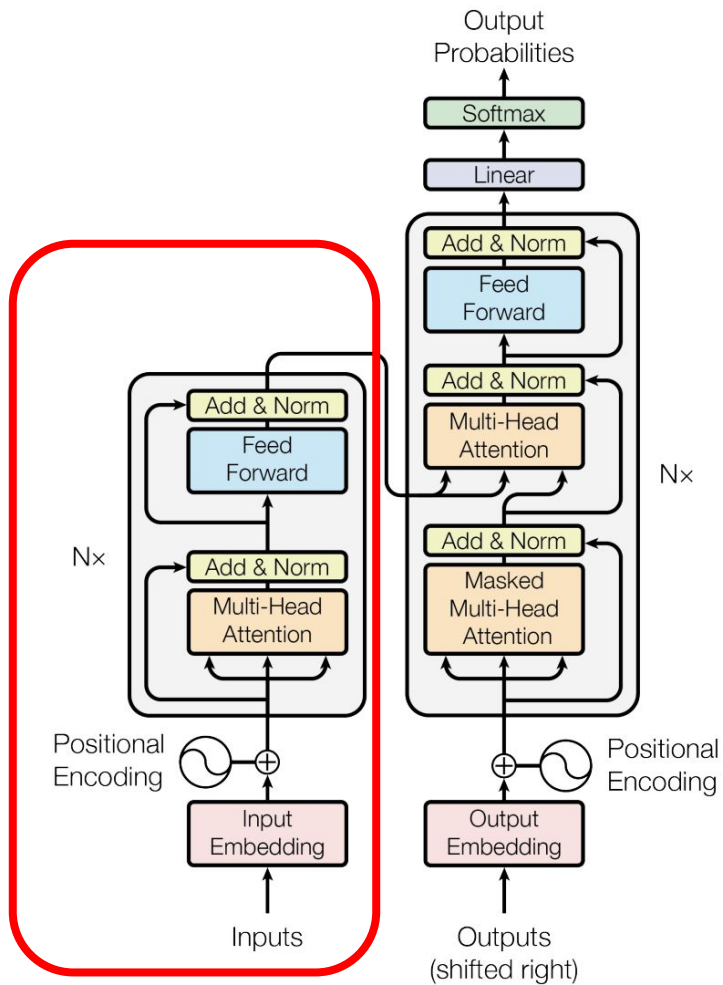 Output
Probabilities
Softmax
Linear
Add & Norm
Feed
Forward
Add & Norm
Multi-Head
Attention
Nx
Add & Norm
Masked
Multi-Head
Attention
Add & Norm
Feed
Forward
Nx
Add & Norm
Multi-Head
Attention
Positional
Encoding
Positional
Encoding
Input
Embedding
Output
Embedding
Inputs
Outputs
(shifted right)